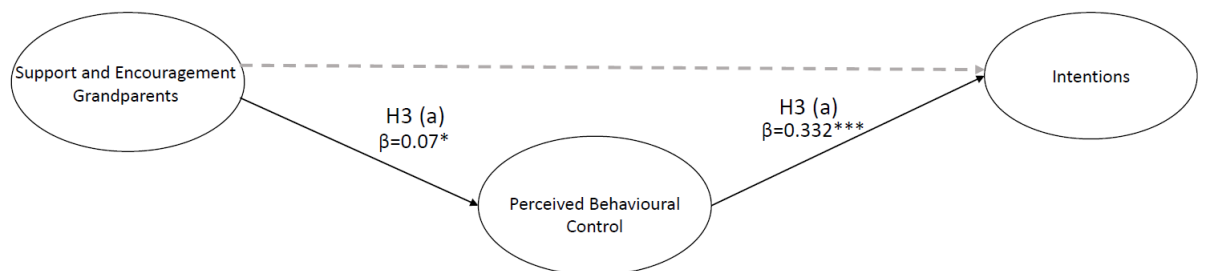 Support and Encouragement
Grandparents
Intentions
H3 (a)
β=0.07*
H3 (a)
β=0.332***
Perceived Behavioural
Control